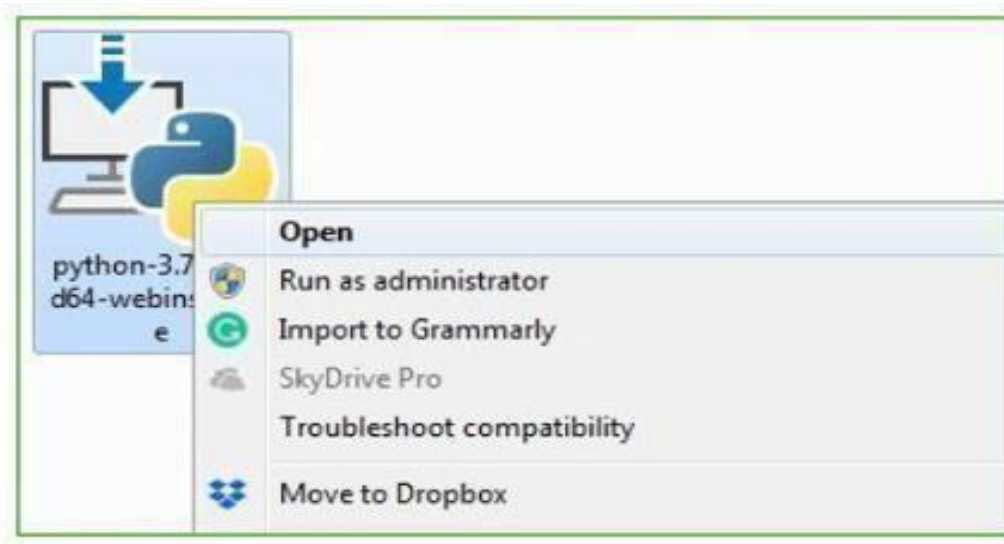 python-3.7
d64-webins
e
Open
Run as administrator
Import to Grammarly
SkyDrive Pro
Troubleshoot compatibility
Move to Dropbox